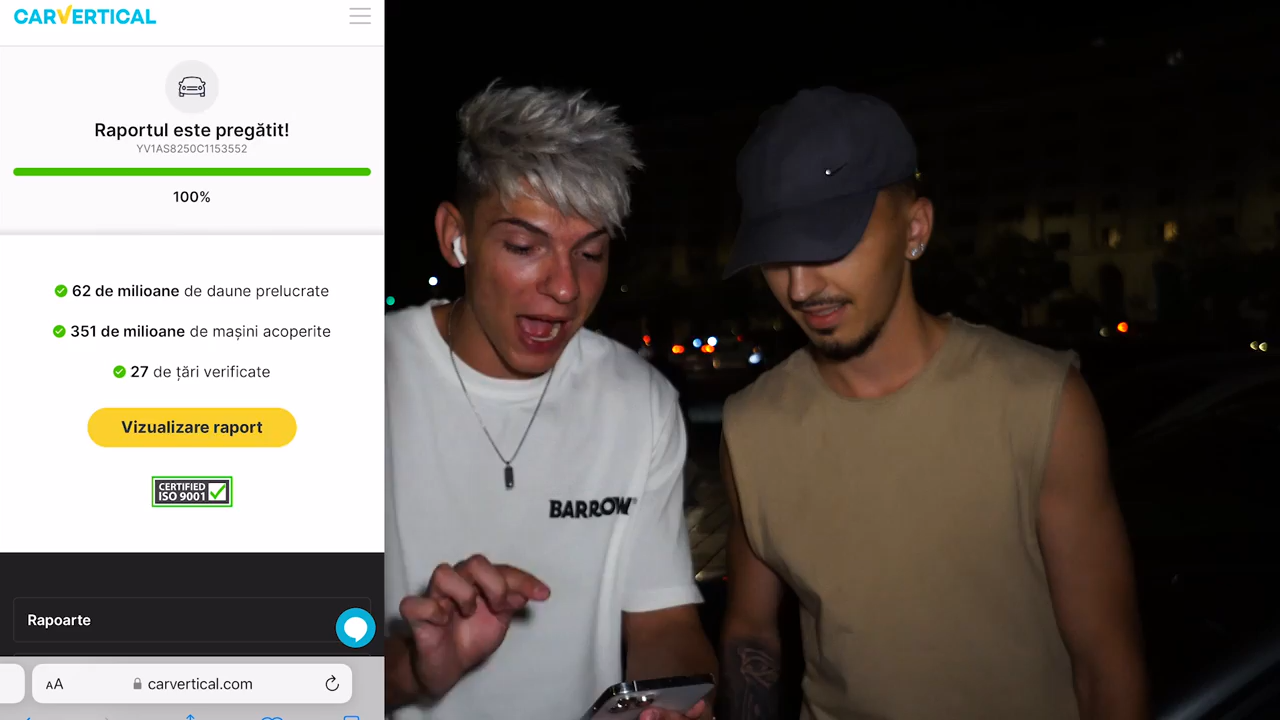 CARVERTICAL
Raportul este pregătit!
YV1AS8250C1153552
100%
62 de milioane de daune prelucrate
351 de milioane de mașini acoperite
27 de țări verificate
Vizualizare raport
CERTIFIED
ISO 9001
Rapoarte
AA carvertical.com
BARROW